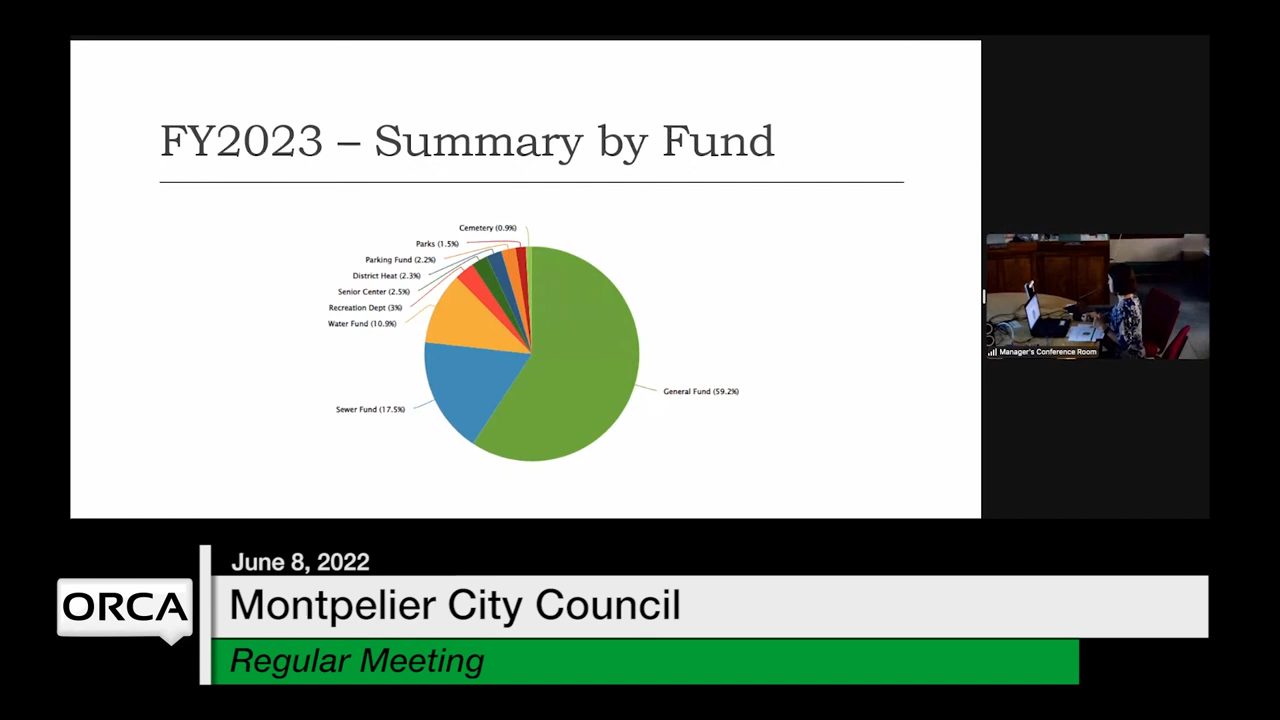 FY2023 – Summary by Fund
Cemetery (0.9%)
Parks (1.5%)
Parking Fund (2.2%)
District Heat (2.3%)
Senior Center (2.5%)
Recreation Dept (3%)
Water Fund (10.9%)
General Fund (59.2%)
Sewer Fund (17.5%)
Manager's Conference Room
June 8, 2022
ORCA
Montpelier City Council
Regular Meeting